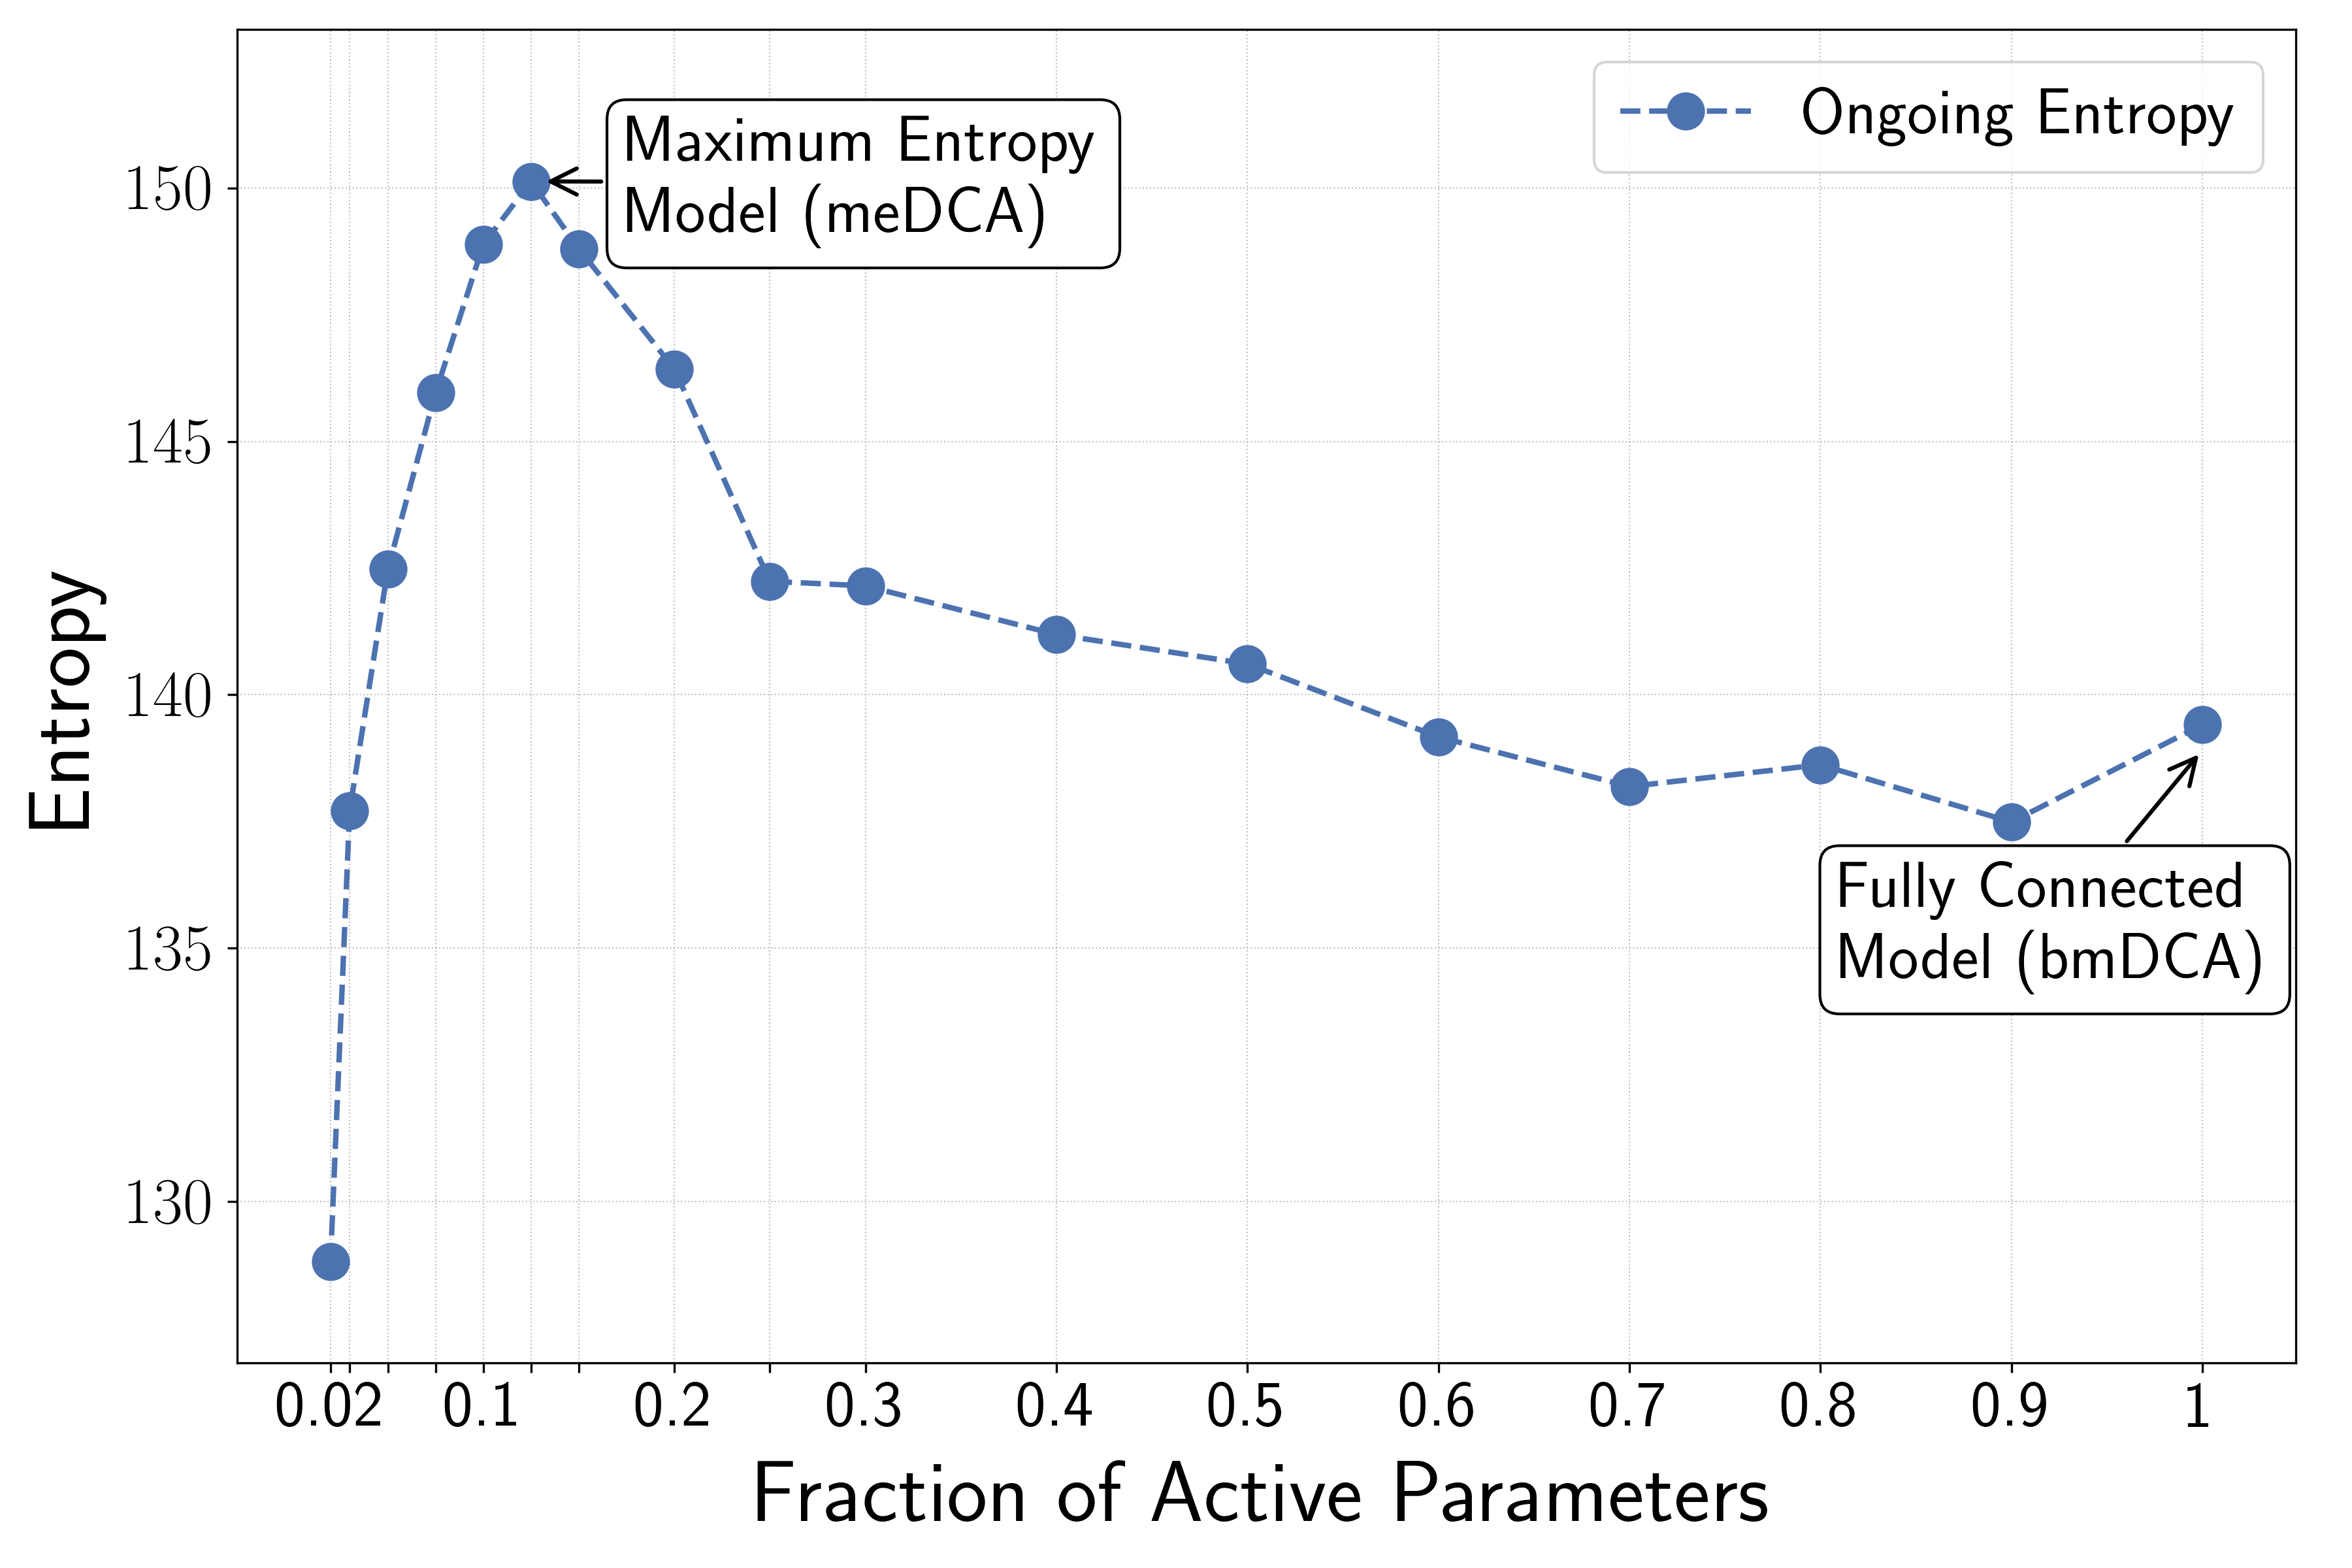 Ongoing Entropy
Maximum Entropy
Model (meDCA)
150
145
140
135
130
Entropy
Fully Connected
Model (bmDCA)
0.02 0.1 0.2 0.3 0.4 0.5 0.6 0.7 0.8 0.9 1
Fraction of Active Parameters